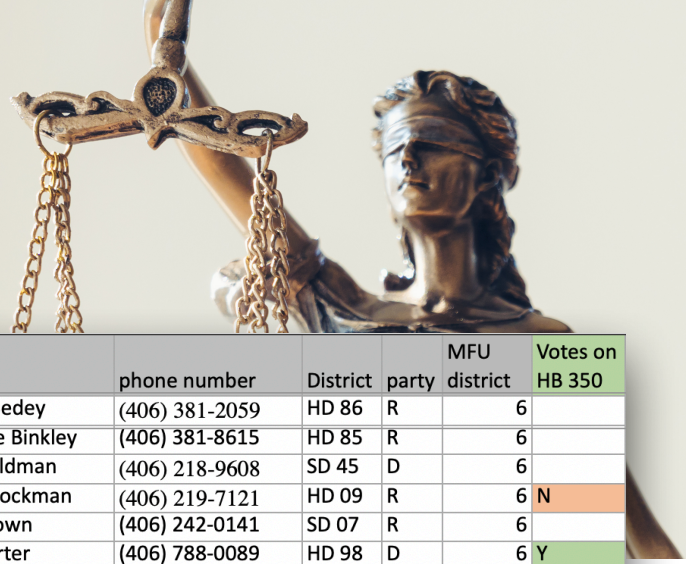 MFU Votes on
phone number District party district HB 350
edey (406) 381-2059 HD 86 R 6
e Binkley (406) 381-8615 HD 85 R 6
ldman (406) 218-9608 SD 45 D 6
ockman (406) 219-7121 HD 09 R 6 N
own (406) 242-0141 SD 07 R 6
rter (406) 788-0089 HD 98 D 6 Y